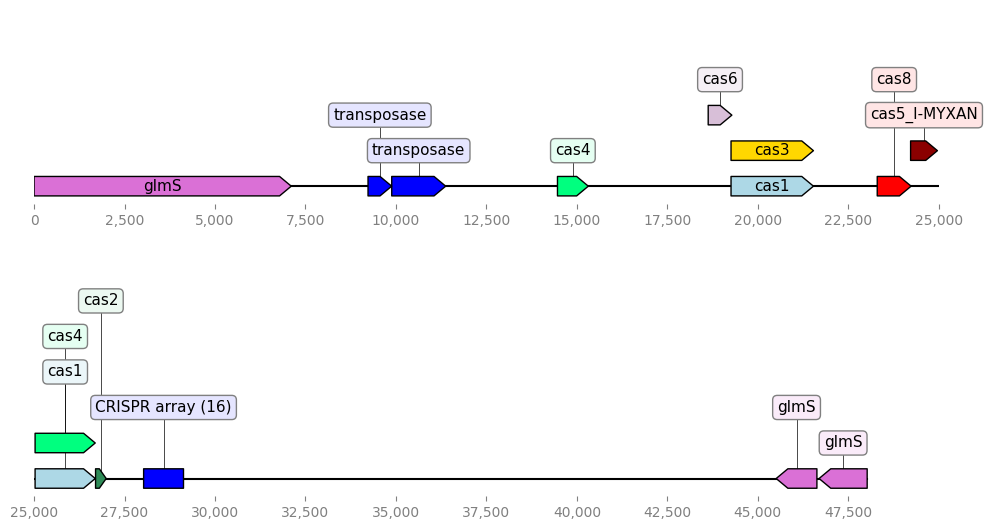 cas6
cas8
transposase
cas5_I-MYXAN
transposase
cas4
cas3
glmS
cas1
0
2,500
5,000
7,500
10,000
12,500
15,000
17,500
20,000
22,500
25,000
cas2
cas4
cas1
CRISPR array (16)
glmS
glmS
25,000
27,500
30,000
32,500
35,000
37,500
40,000
42,500
45,000
47,500